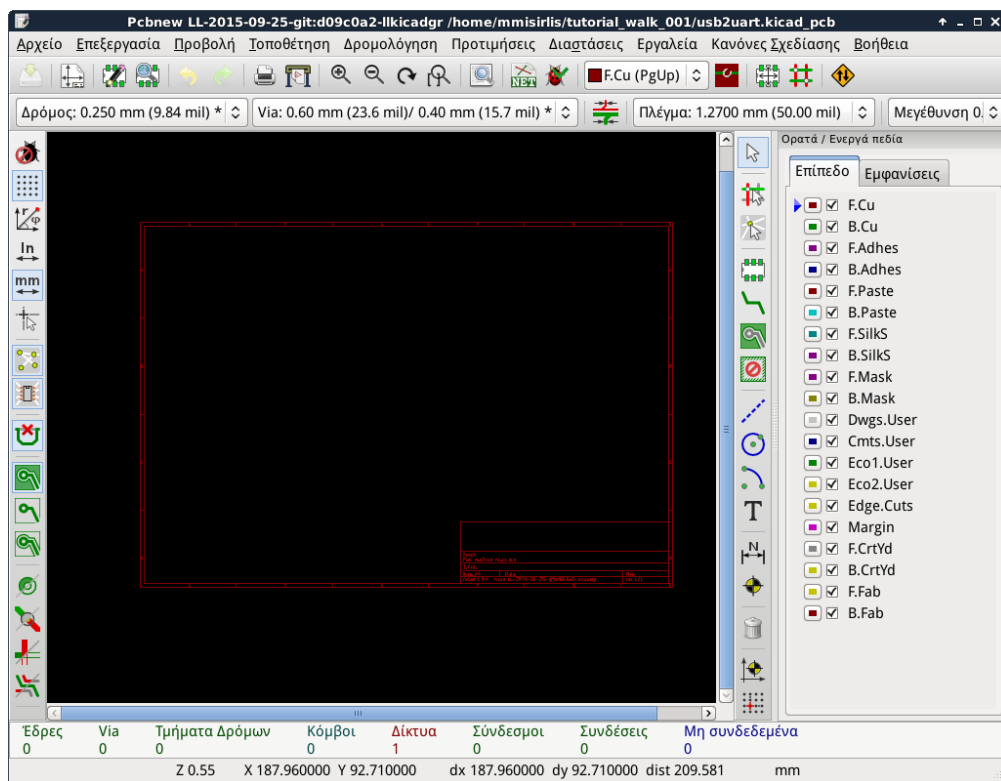 Pcbnew LL-2015-09-25-git:d09c0a2-llkicadgr /home/mmisirlis/tutorial_walk_001/usb2uart.kicad_pcb
Αρχείο Επεξεργασία Προβολή Τοποθέτηση Δρομολόγηση Προτιμήσεις Διαστάσεις Εργαλεία Κανόνες Σχεδίασης Βοήθεια
NET F.Cu (PgUp)
Δρόμος: 0.250 mm (9.84 mil) * Via: 0.60 mm (23.6 mil)/ 0.40 mm (15.7 mil) * Πλέγμα: 1.2700 mm (50.00 mil) Μεγέθυνση 0.
Ορατά / Ενεργά πεδία
Επίπεδο Εμφανίσεις
F.Cu
B.Cu
F.Adhes
B.Adhes
F.Paste
B.Paste
F.SilkS
B.SilkS
F.Mask
B.Mask
Dwgs.User
Cmts.User
Eco1.User
Eco2.User
Edge.Cuts
Margin
F.CrtYd
B.CrtYd
F.Fab
B.Fab
In
mm
T
N
Έδρες Via Τμήματα Δρόμων Κόμβοι Δίκτυα Σύνδεσμοι Συνδέσεις Μη συνδεδεμένα
0 0 0 0 1 0 0 0
Z 0.55 X 187.960000 Y 92.710000 dx 187.960000 dy 92.710000 dist 209.581 mm